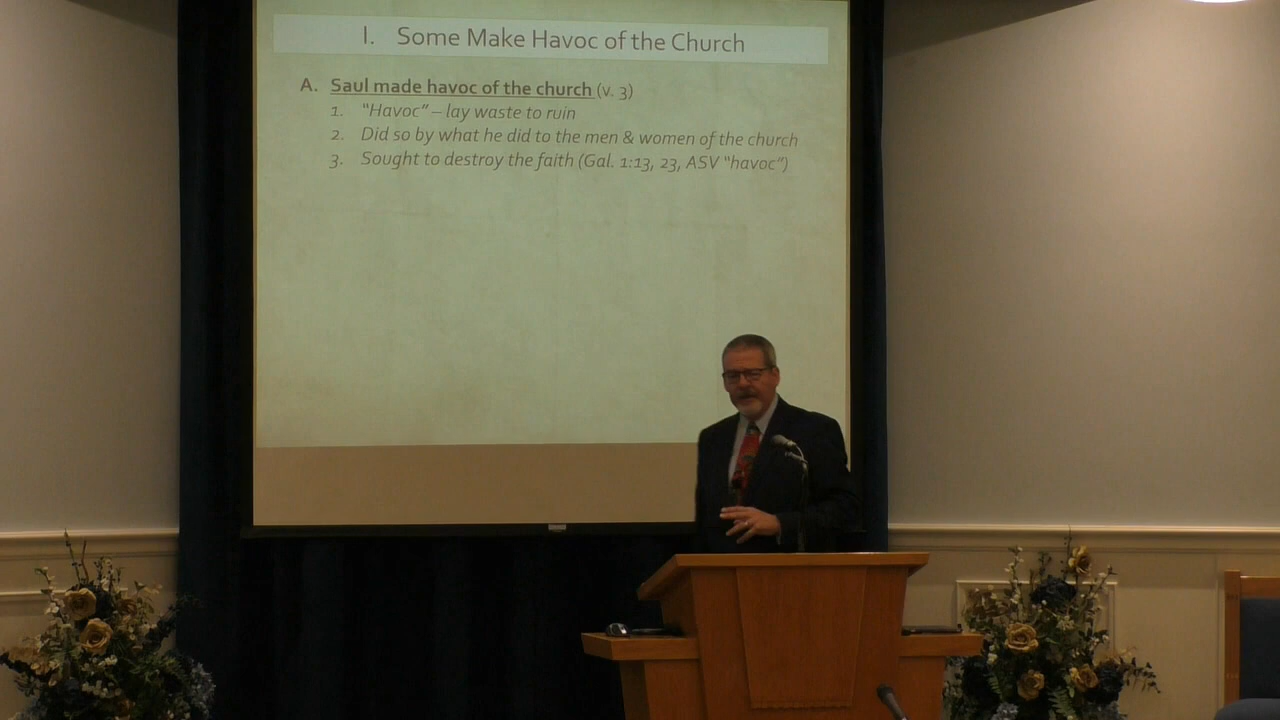 I. Some Make Havoc of the Church
A. Saul made havoc of the church (v. 3)
1. “Havoc” – lay waste to ruin
2. Did so by what he did to the men & women of the church
3. Sought to destroy the faith (Gal. 1:13, 23, ASV “havoc”)